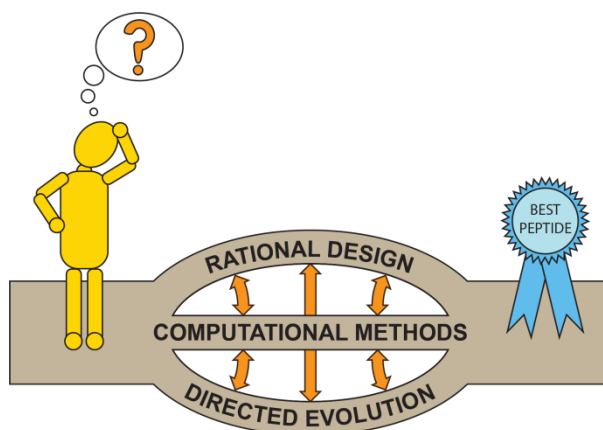 ?
BEST
PEPTIDE
RATIONAL DESIGN
COMPUTATIONAL METHODS
DIRECTED EVOLUTION